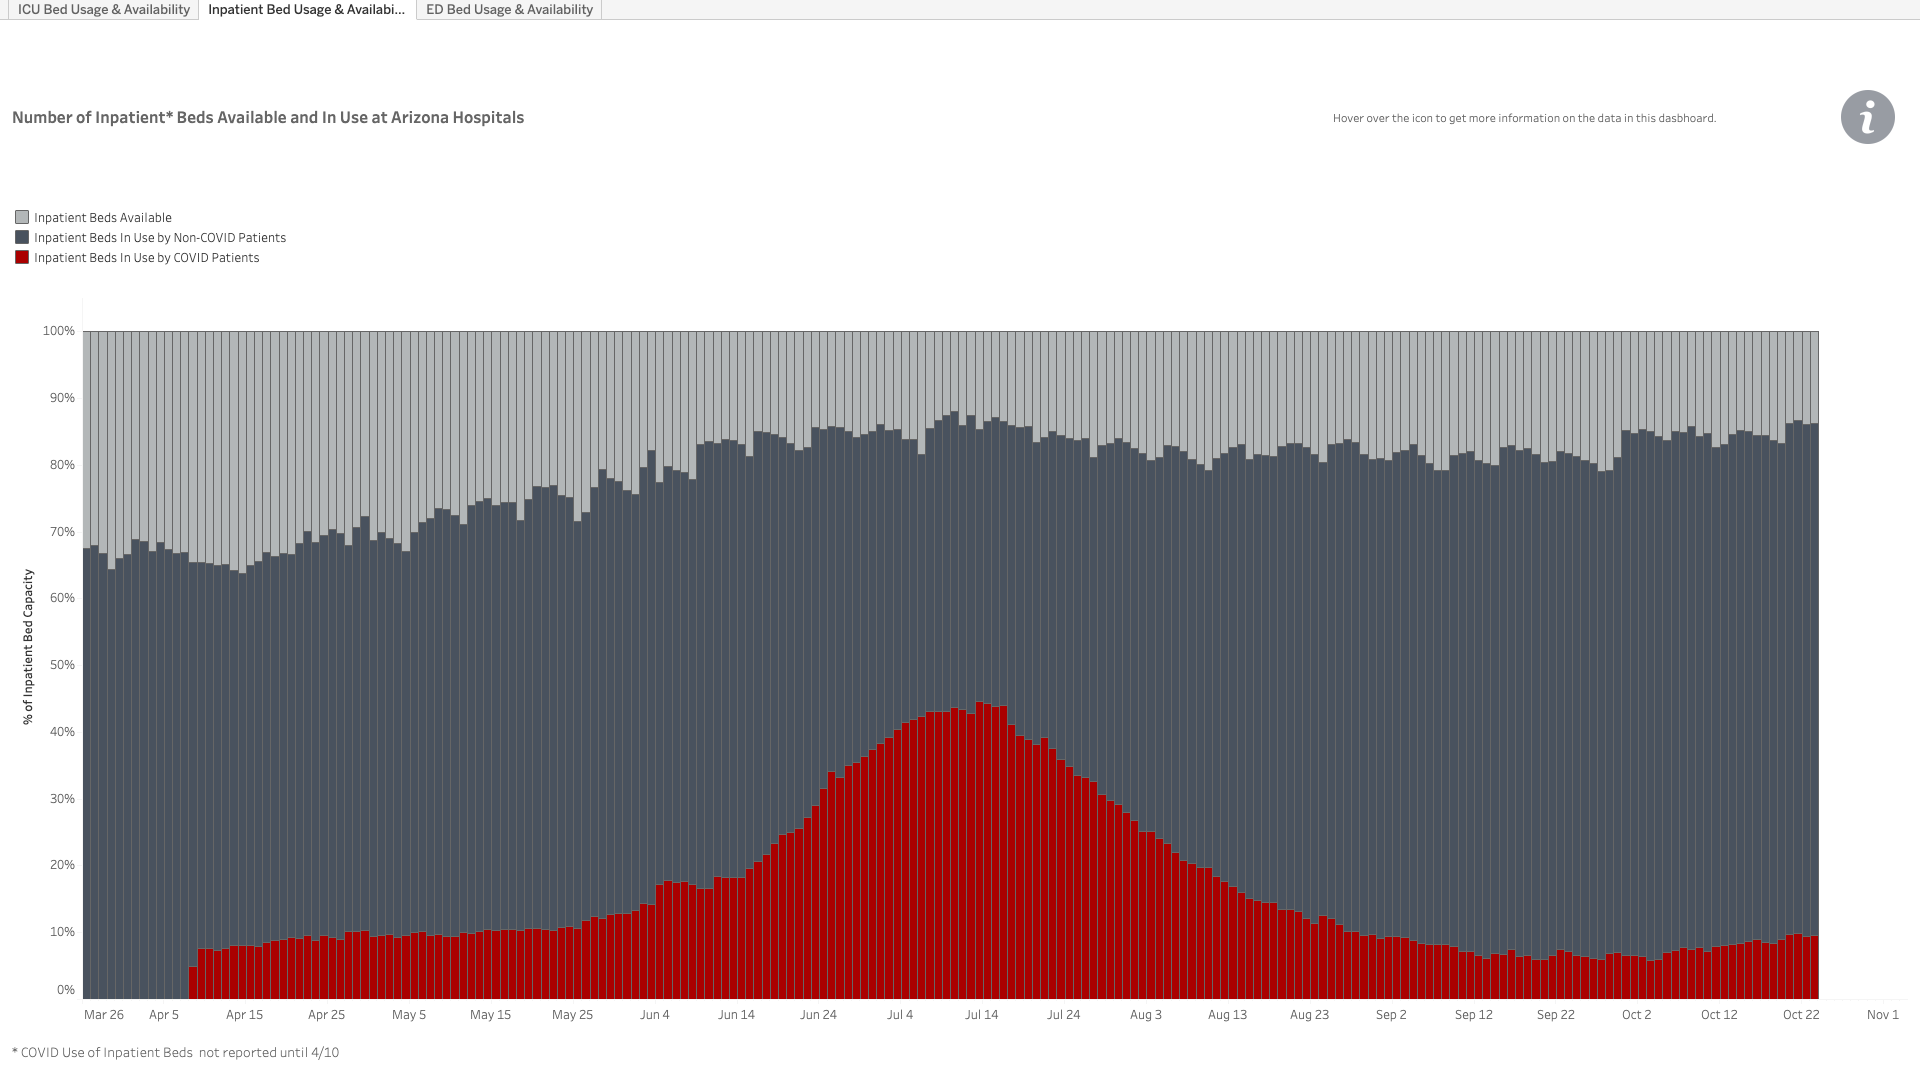 ICU Bed Usage & Availability
Inpatient Bed Usage & Availabi...
ED Bed Usage & Availability
Number of Inpatient* Beds Available and In Use at Arizona Hospitals
Hover over the icon to get more information on the data in this dasbhoard.
i
Inpatient Beds Available
Inpatient Beds In Use by Non-COVID Patients
Inpatient Beds In Use by COVID Patients
% of Inpatient Bed Capacity
100%
90%
80%
70%
60%
50%
40%
30%
20%
10%
0%
Mar 26 Apr 5 Apr 15 Apr 25 May 5 May 15 May 25 Jun 4 Jun 14 Jun 24 Jul 4 Jul 14 Jul 24 Aug 3 Aug 13 Aug 23 Sep 2 Sep 12 Sep 22 Oct 2 Oct 12 Oct 22 Nov 1
* COVID Use of Inpatient Beds  not reported until 4/10